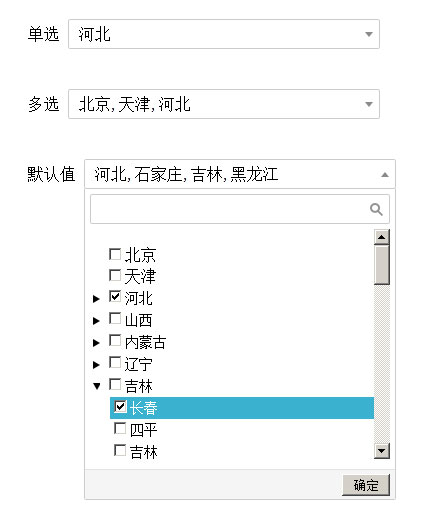 单选 河北
多选 北京,天津,河北
默认值 河北,石家庄,吉林,黑龙江
北京
天津
河北
山西
内蒙古
辽宁
吉林
长春
四平
吉林
确定